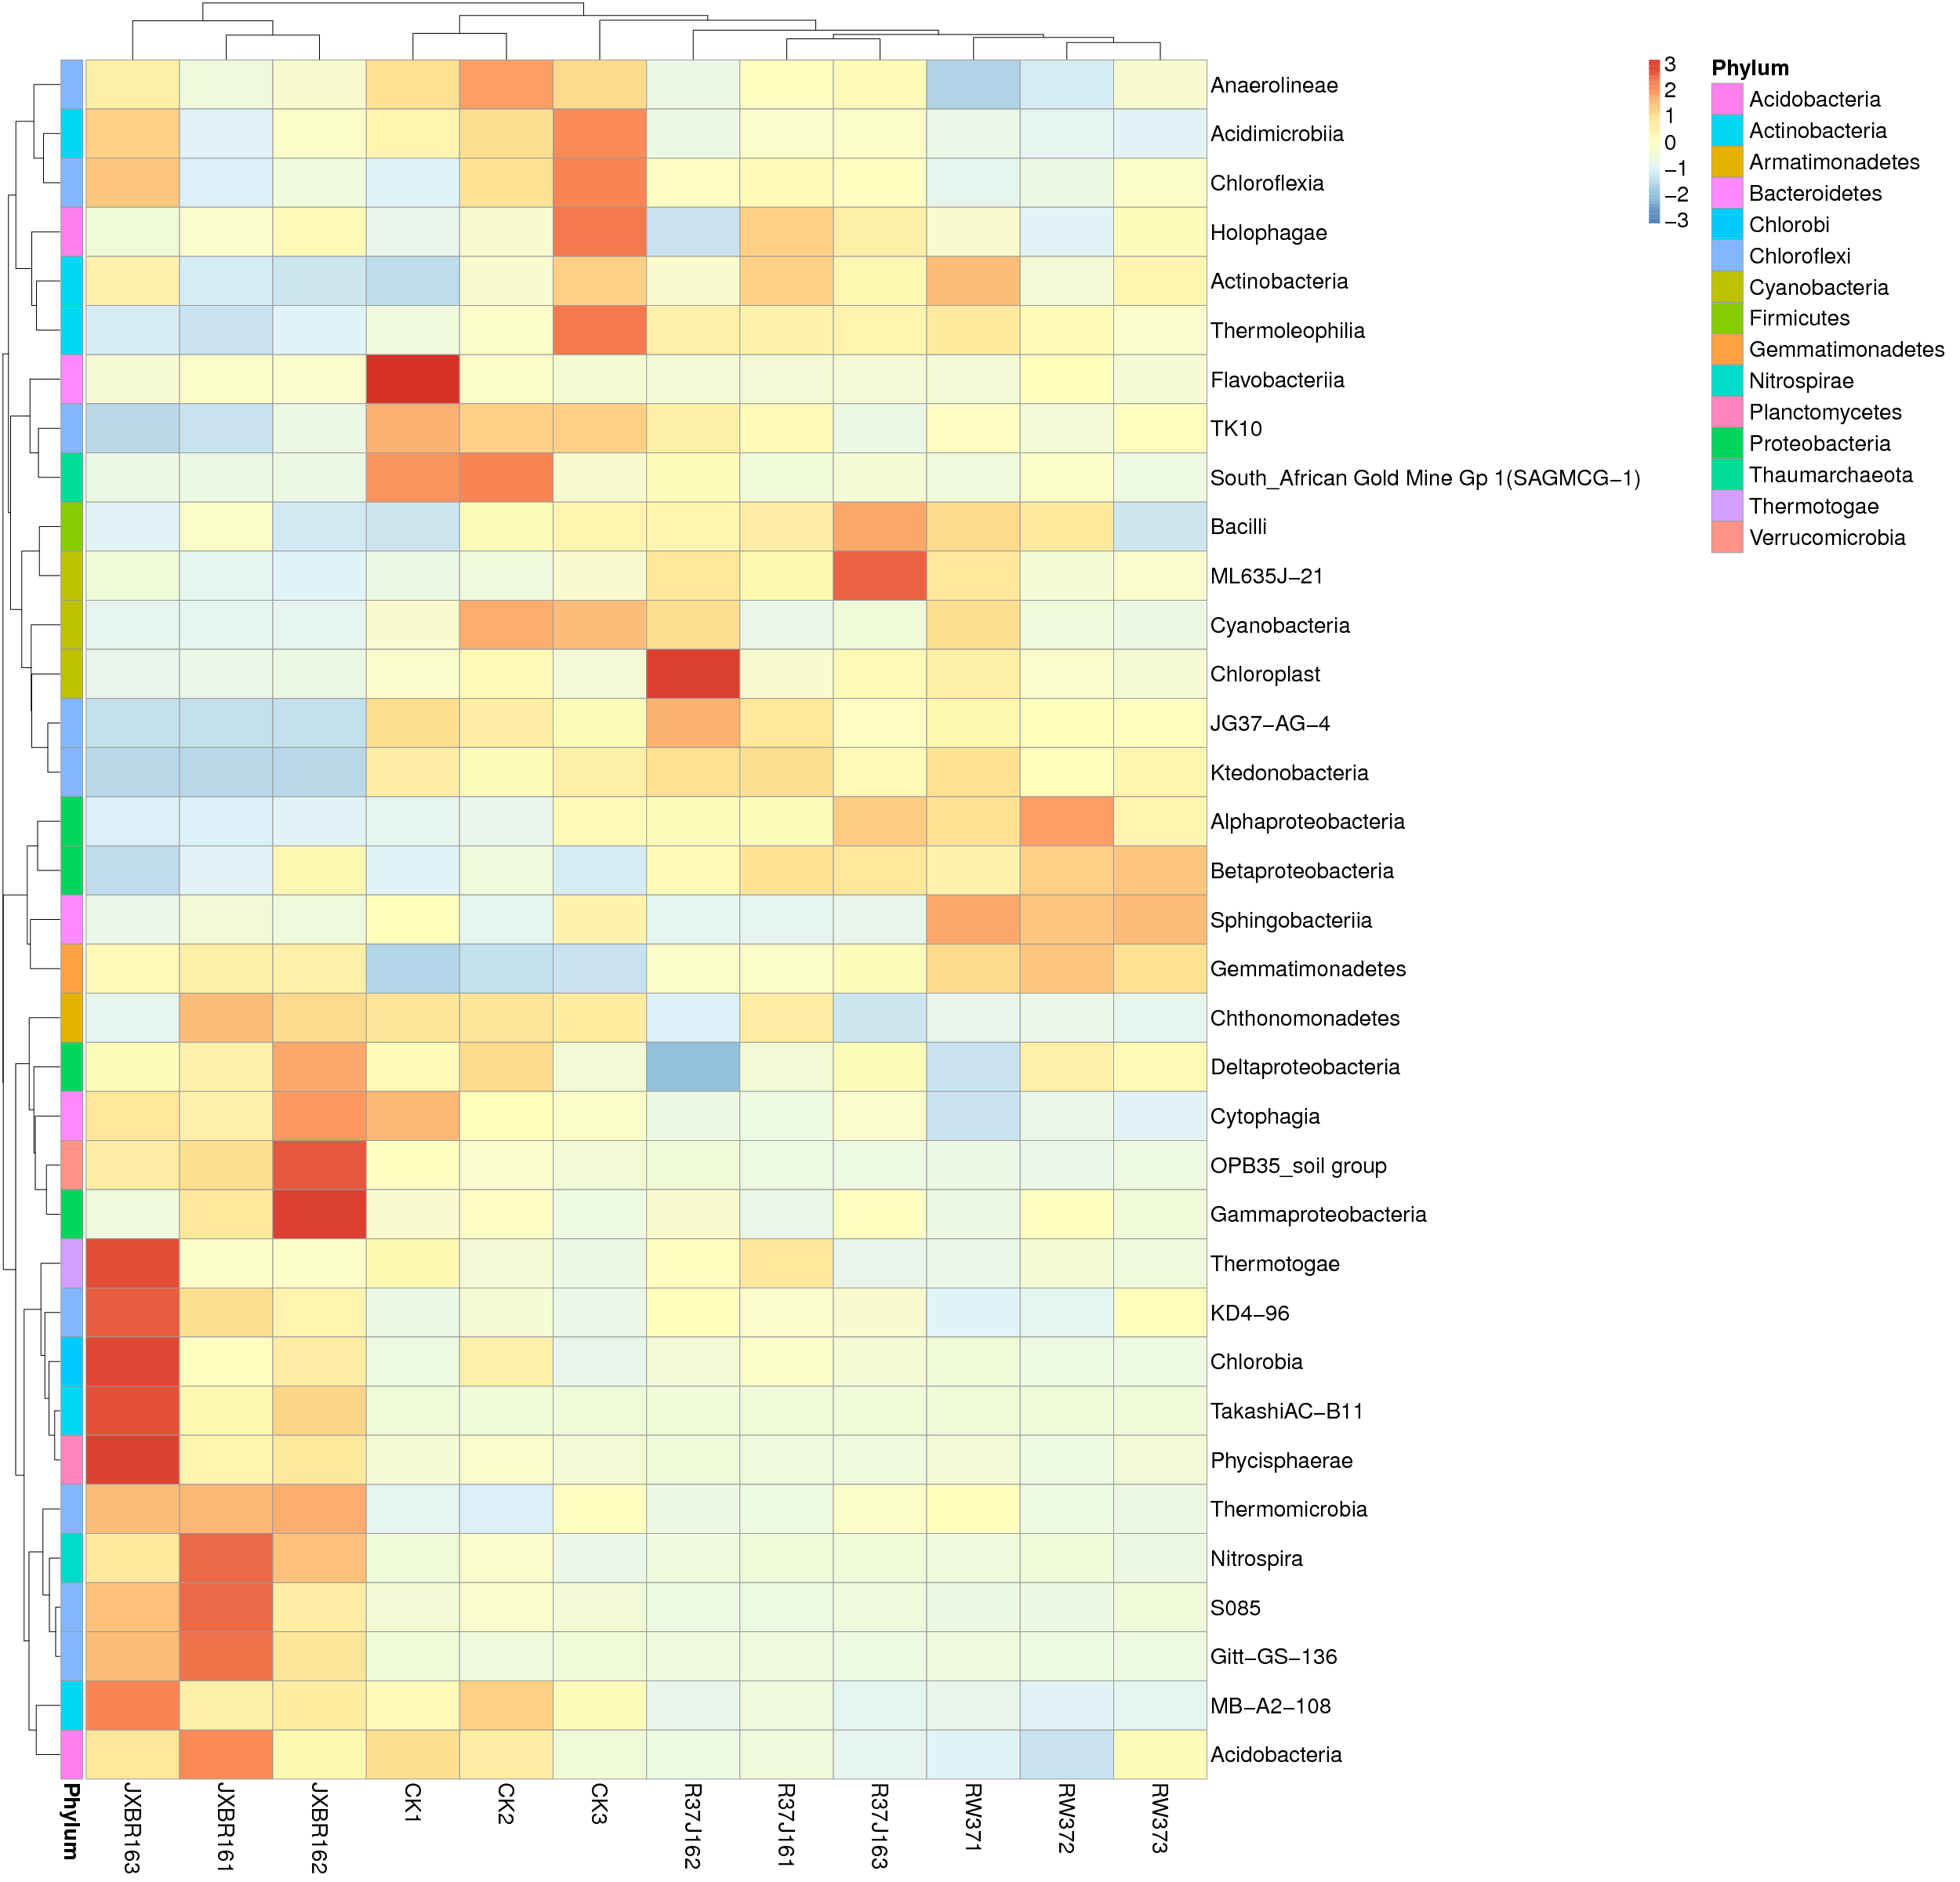 Anaerolineae
Acidimicrobiia
Chloroflexia
Holophagae
Actinobacteria
Thermoleophilia
Flavobacteriia
TK10
South_African Gold Mine Gp 1(SAGMCG−1)
Bacilli
ML635J−21
Cyanobacteria
Chloroplast
JG37−AG−4
Ktedonobacteria
Alphaproteobacteria
Betaproteobacteria
Sphingobacteriia
Gemmatimonadetes
Chthonomonadetes
Deltaproteobacteria
Cytophagia
OPB35_soil group
Gammaproteobacteria
Thermotogae
KD4−96
Chlorobia
TakashiAC−B11
Phycisphaerae
Thermomicrobia
Nitrospira
S085
Gitt−GS−136
MB−A2−108
Acidobacteria
Phylum
JXBR163
JXBR161
JXBR162
CK1
CK2
CK3
R37J162
R37J161
R37J163
RW371
RW372
RW373
3
2
1
0
−1
−2
−3
Phylum
Acidobacteria
Actinobacteria
Armatimonadetes
Bacteroidetes
Chlorobi
Chloroflexi
Cyanobacteria
Firmicutes
Gemmatimonadetes
Nitrospirae
Planctomycetes
Proteobacteria
Thaumarchaeota
Thermotogae
Verrucomicrobia